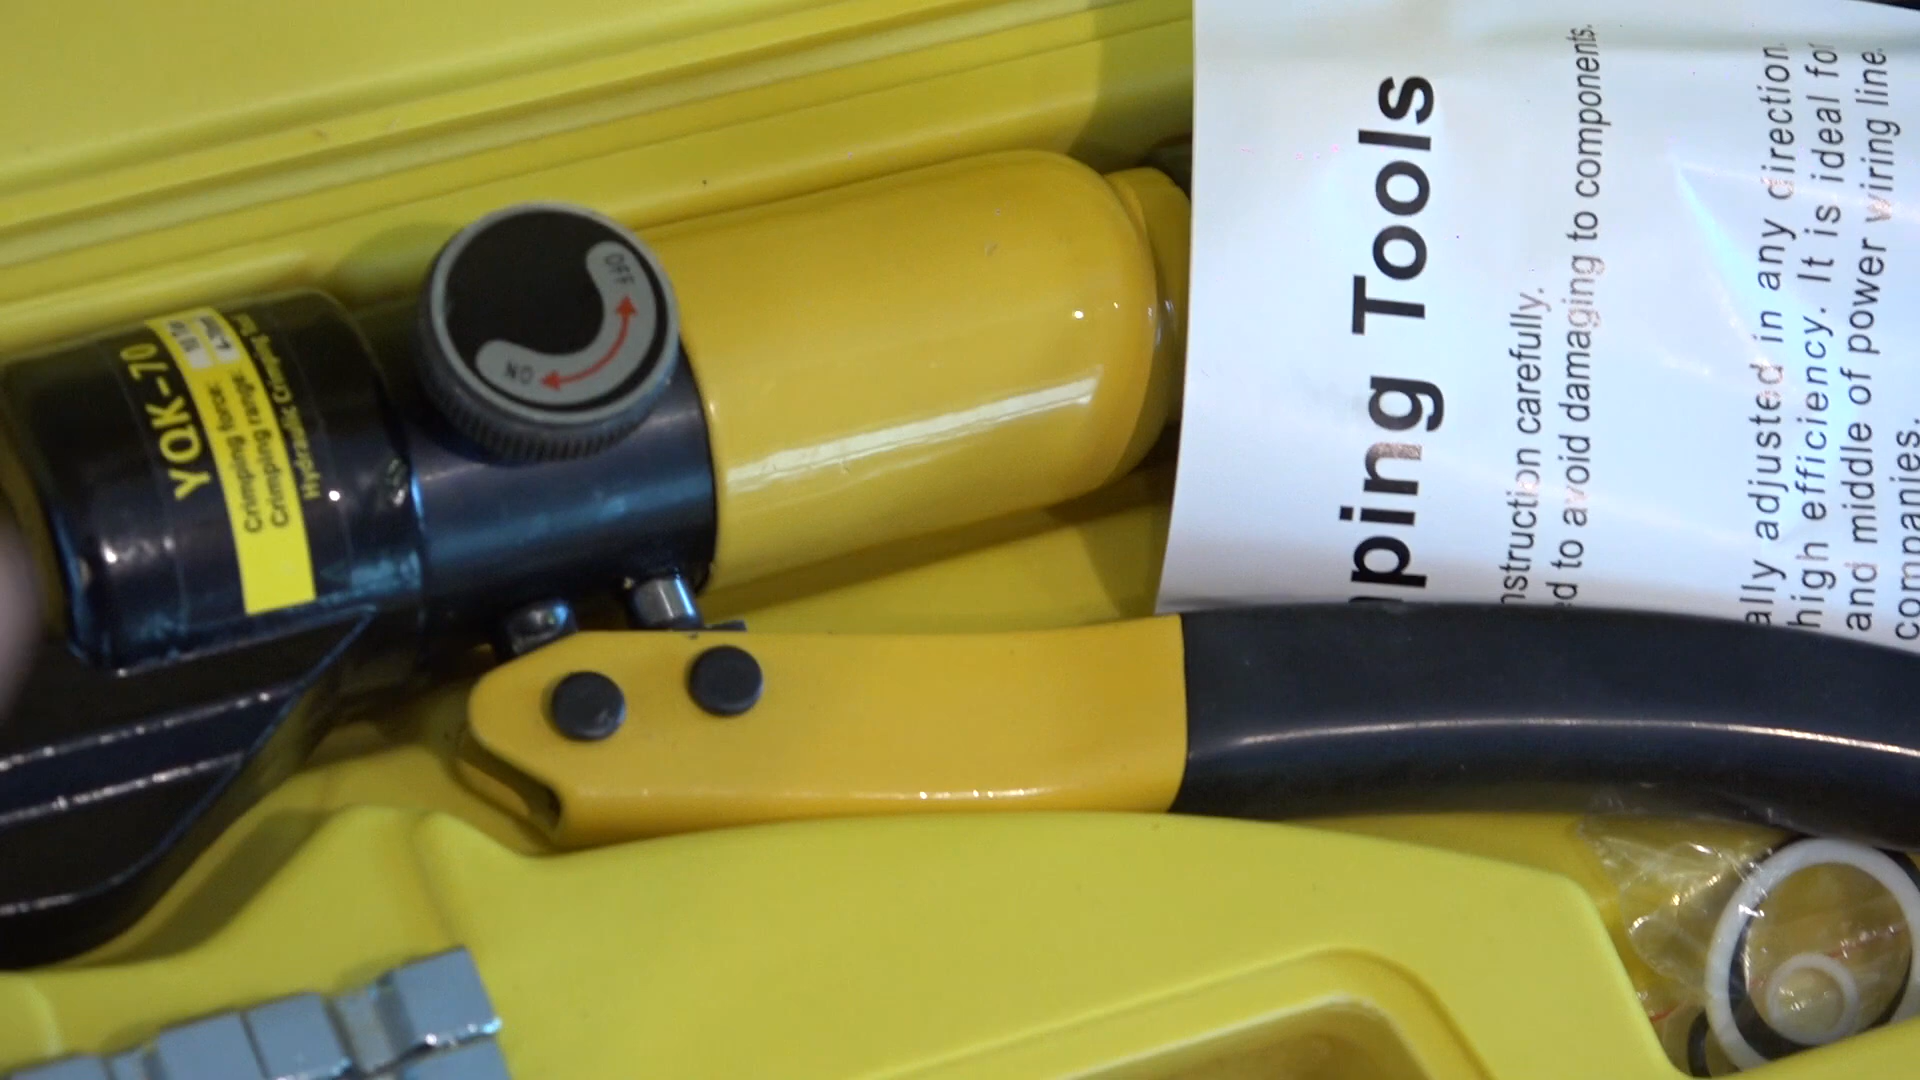 YQK-70
Crimping force:
Crimping range:
Hydraulic Crimping Tool
OFF
ON
ping Tools
nstruction carefully.
d to avoid damaging to components.
ally adjusted in any direction.
high efficiency. It is ideal for
and middle of power wiring line.
companies.